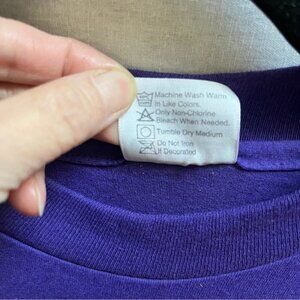 Machine Wash Warm
in Like Colors.
Only Non-Chlorine
Bleach When Needed.
Tumble Dry Medium
Do Not Iron
If Decorated